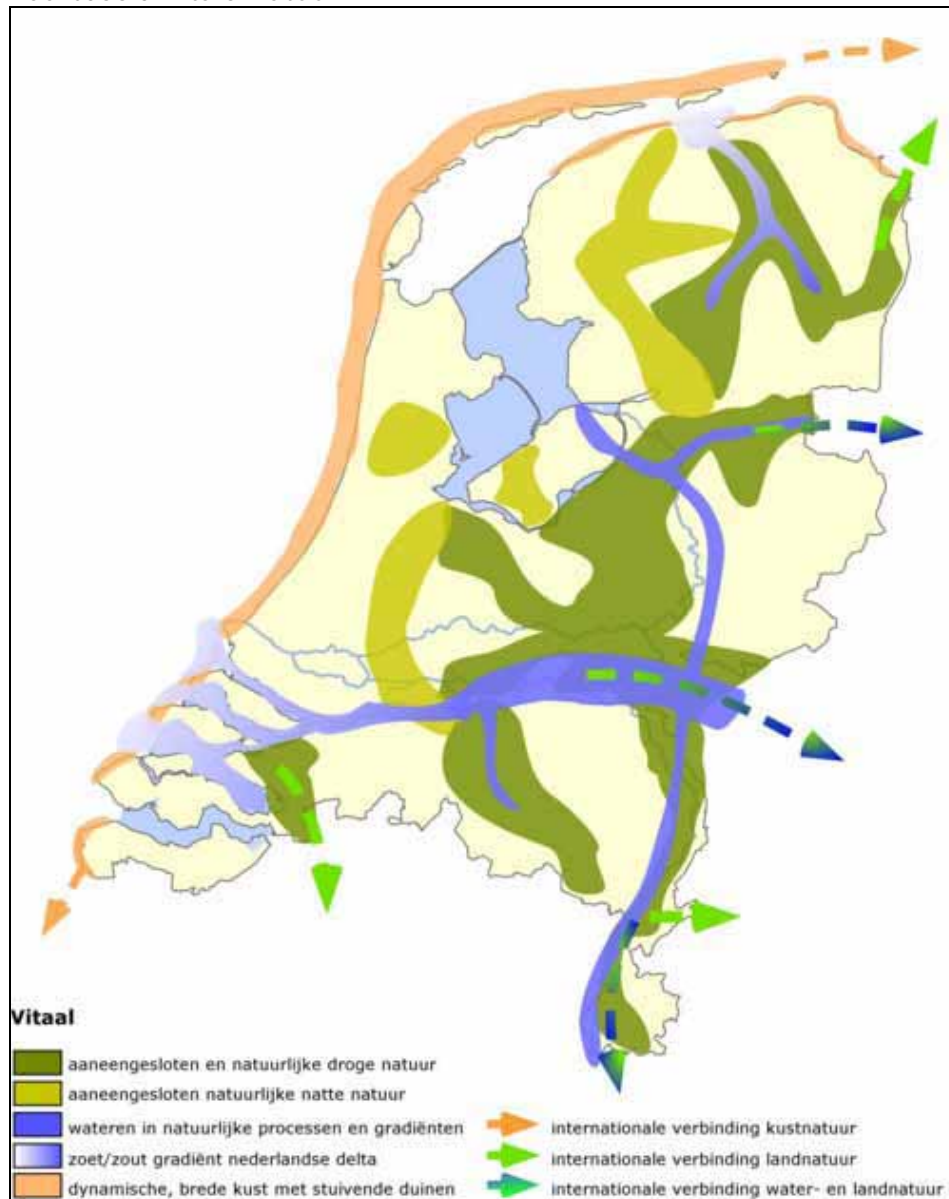 Vitaal
aaneengesloten en natuurlijke droge natuur
aaneengesloten natuurlijke natte natuur
wateren in natuurlijke processen en gradiënten
zoet/zout gradiënt nederlandse delta
dynamische, brede kust met stuivende duinen
internationale verbinding kustnatuur
internationale verbinding landnatuur
internationale verbinding water- en landnatuur